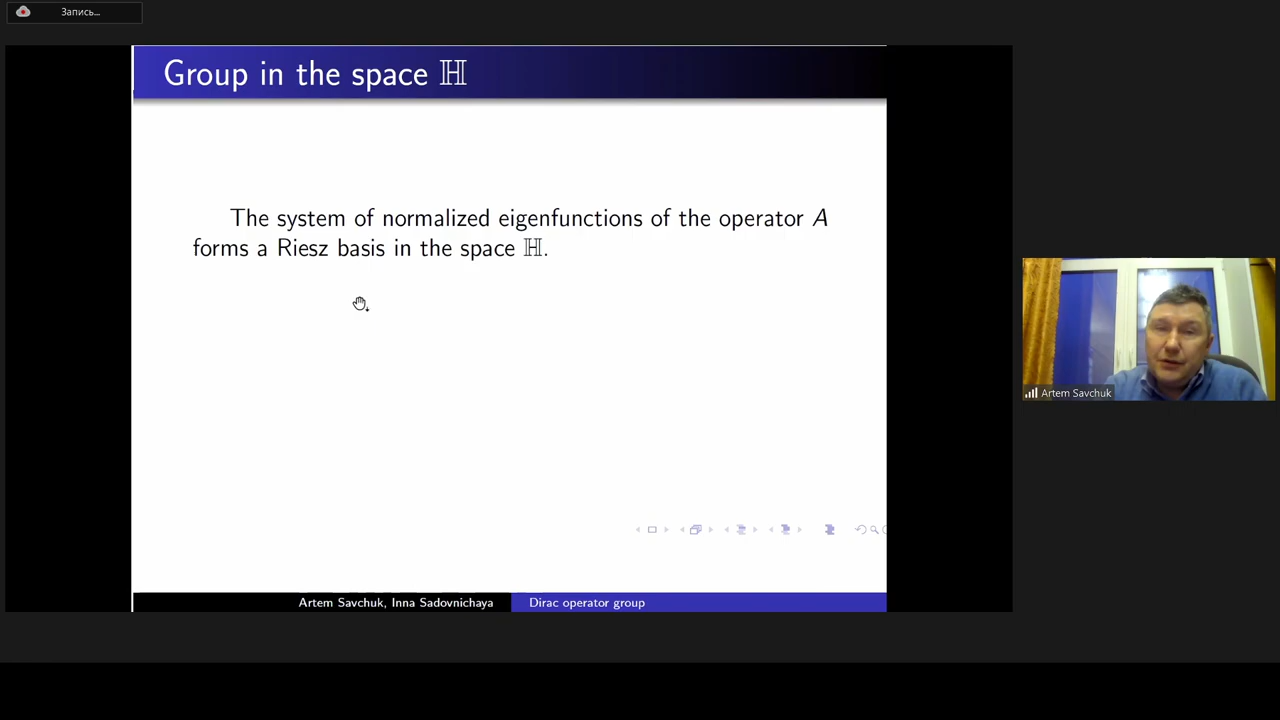 Запись...
Group in the space ℍ
The system of normalized eigenfunctions of the operator A
forms a Riesz basis in the space ℍ.
Artem Savchuk
Artem Savchuk, Inna Sadovnichaya
Dirac operator group